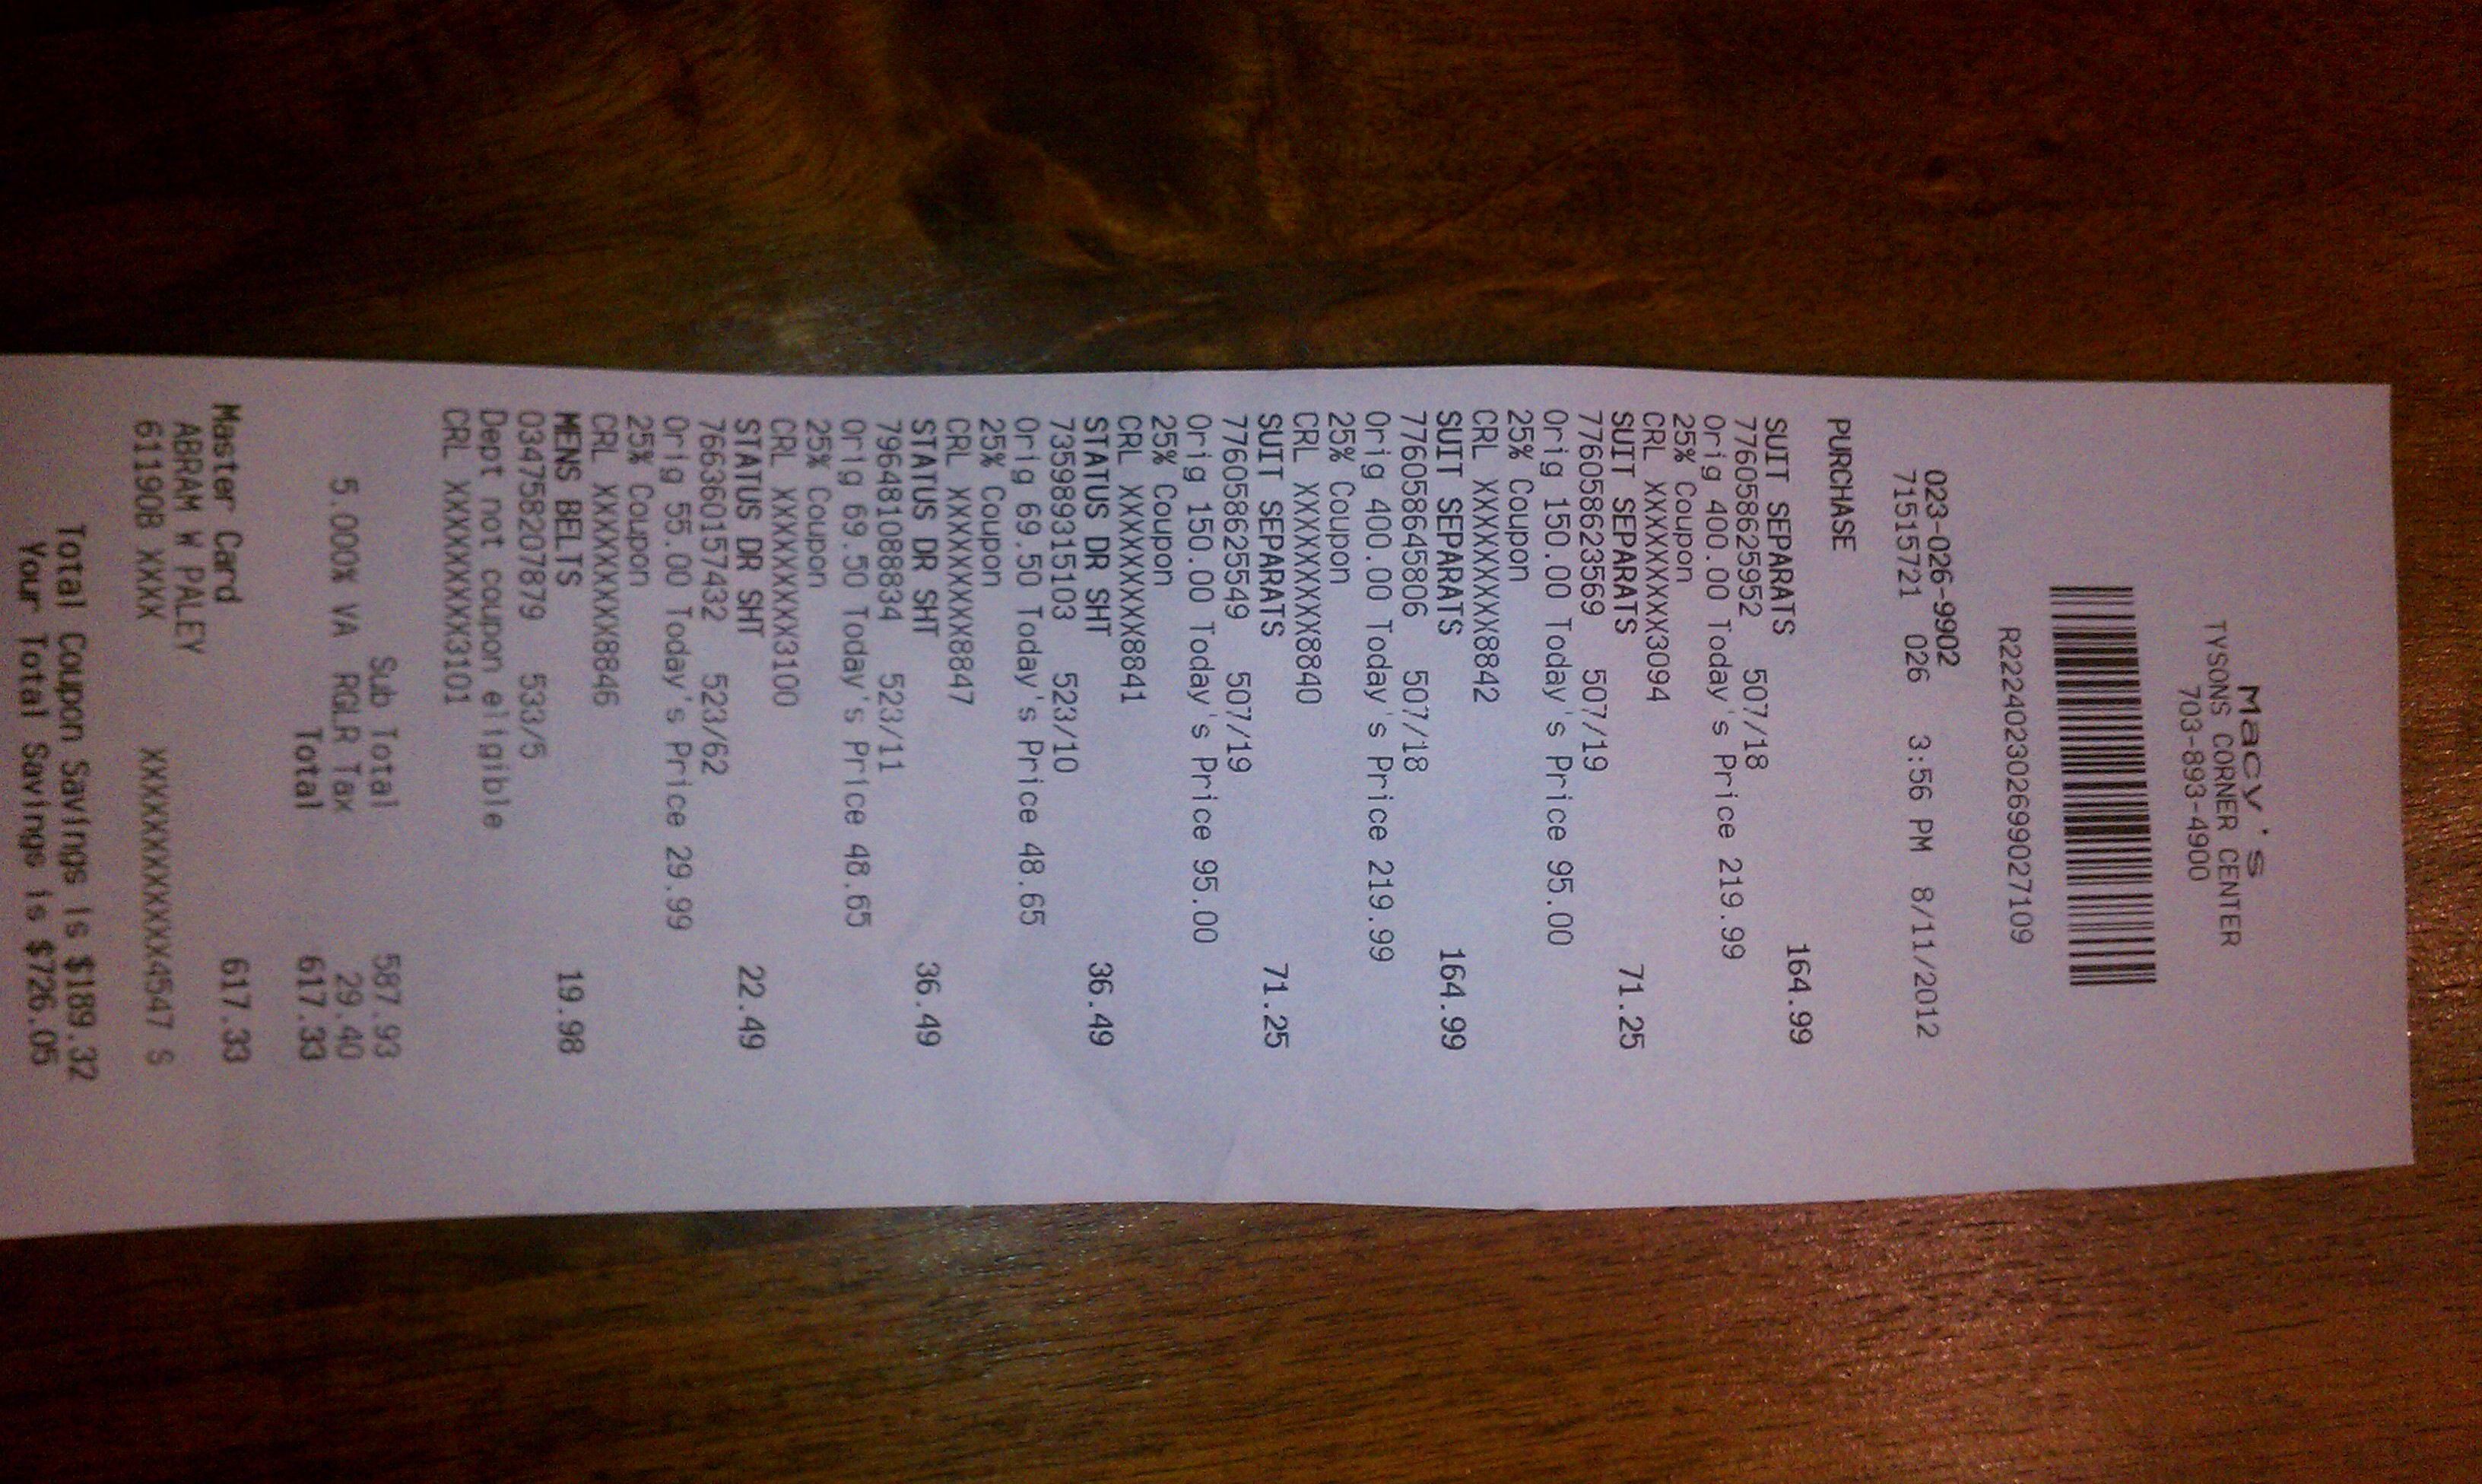 Macy's
TYSONS CORNER CENTER
703-893-4900
R2224023026990271​09
023-026-9902
71515721 026 3:56 PM 8/11/2012
PURCHASE
SUIT SEPARATS 164.99
776058625952 507/18
Orig 400.00 Today's Price 219.99
25% Coupon
CRL XXXXXXXXX3094
SUIT SEPARATS 71.25
776058623569 507/19
Orig 150.00 Today's Price 95.00
25% Coupon
CRL XXXXXXXXX8842
SUIT SEPARATS 164.99
776058645806 507/18
Orig 400.00 Today's Price 219.99
25% Coupon
CRL XXXXXXXXX8840
SUIT SEPARATS 71.25
776058625549 507/19
Orig 150.00 Today's Price 95.00
25% Coupon
CRL XXXXXXXXX8841
STATUS DR SHT 36.49
735989315103 523/10
Orig 69.50 Today's Price 48.65
25% Coupon
CRL XXXXXXXXX8847
STATUS DR SHT 36.49
796481088834 523/11
Orig 69.50 Today's Price 48.65
25% Coupon
CRL XXXXXXXXX3100
STATUS DR SHT 22.49
766360157432 523/62
Orig 55.00 Today's Price 29.99
25% Coupon
CRL XXXXXXXXX8846
MENS BELTS 19.98
034758207879 533/5
Dept not coupon eligible
CRL XXXXXXXXX3101
Sub Total 587.93
5.000% VA RGLR Tax 29.40
Total 617.33
Master Card 617.33
ABRAM W PALEY
61190B XXXX XXXXXXXXXXXX4547 S
Total Coupon Savings is $189.32
Your Total Savings is $726.05